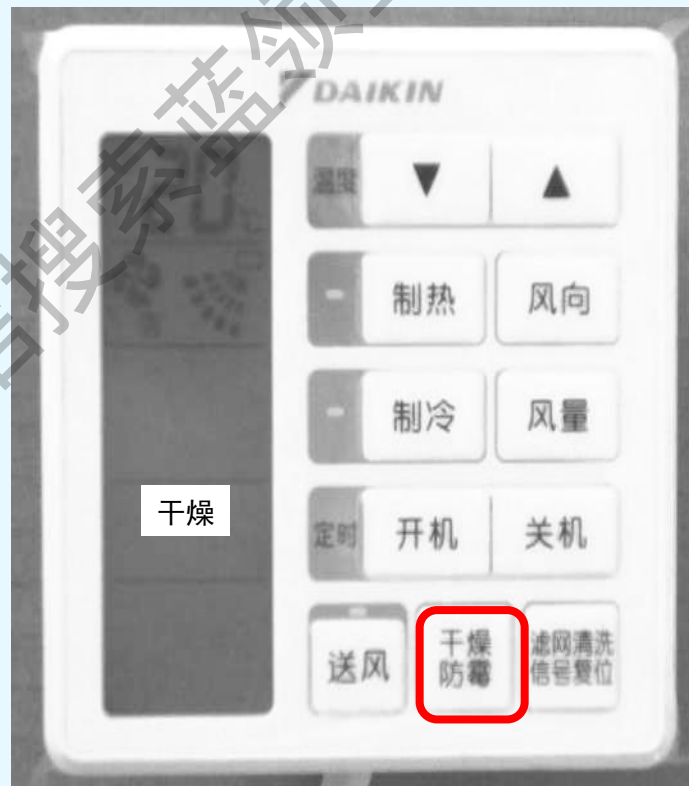 DAIKIN
温度 ▼ ▲
制热 风向
制冷 风量
干燥
定时 开机 关机
送风
干燥
防霉
滤网清洗
信号复位